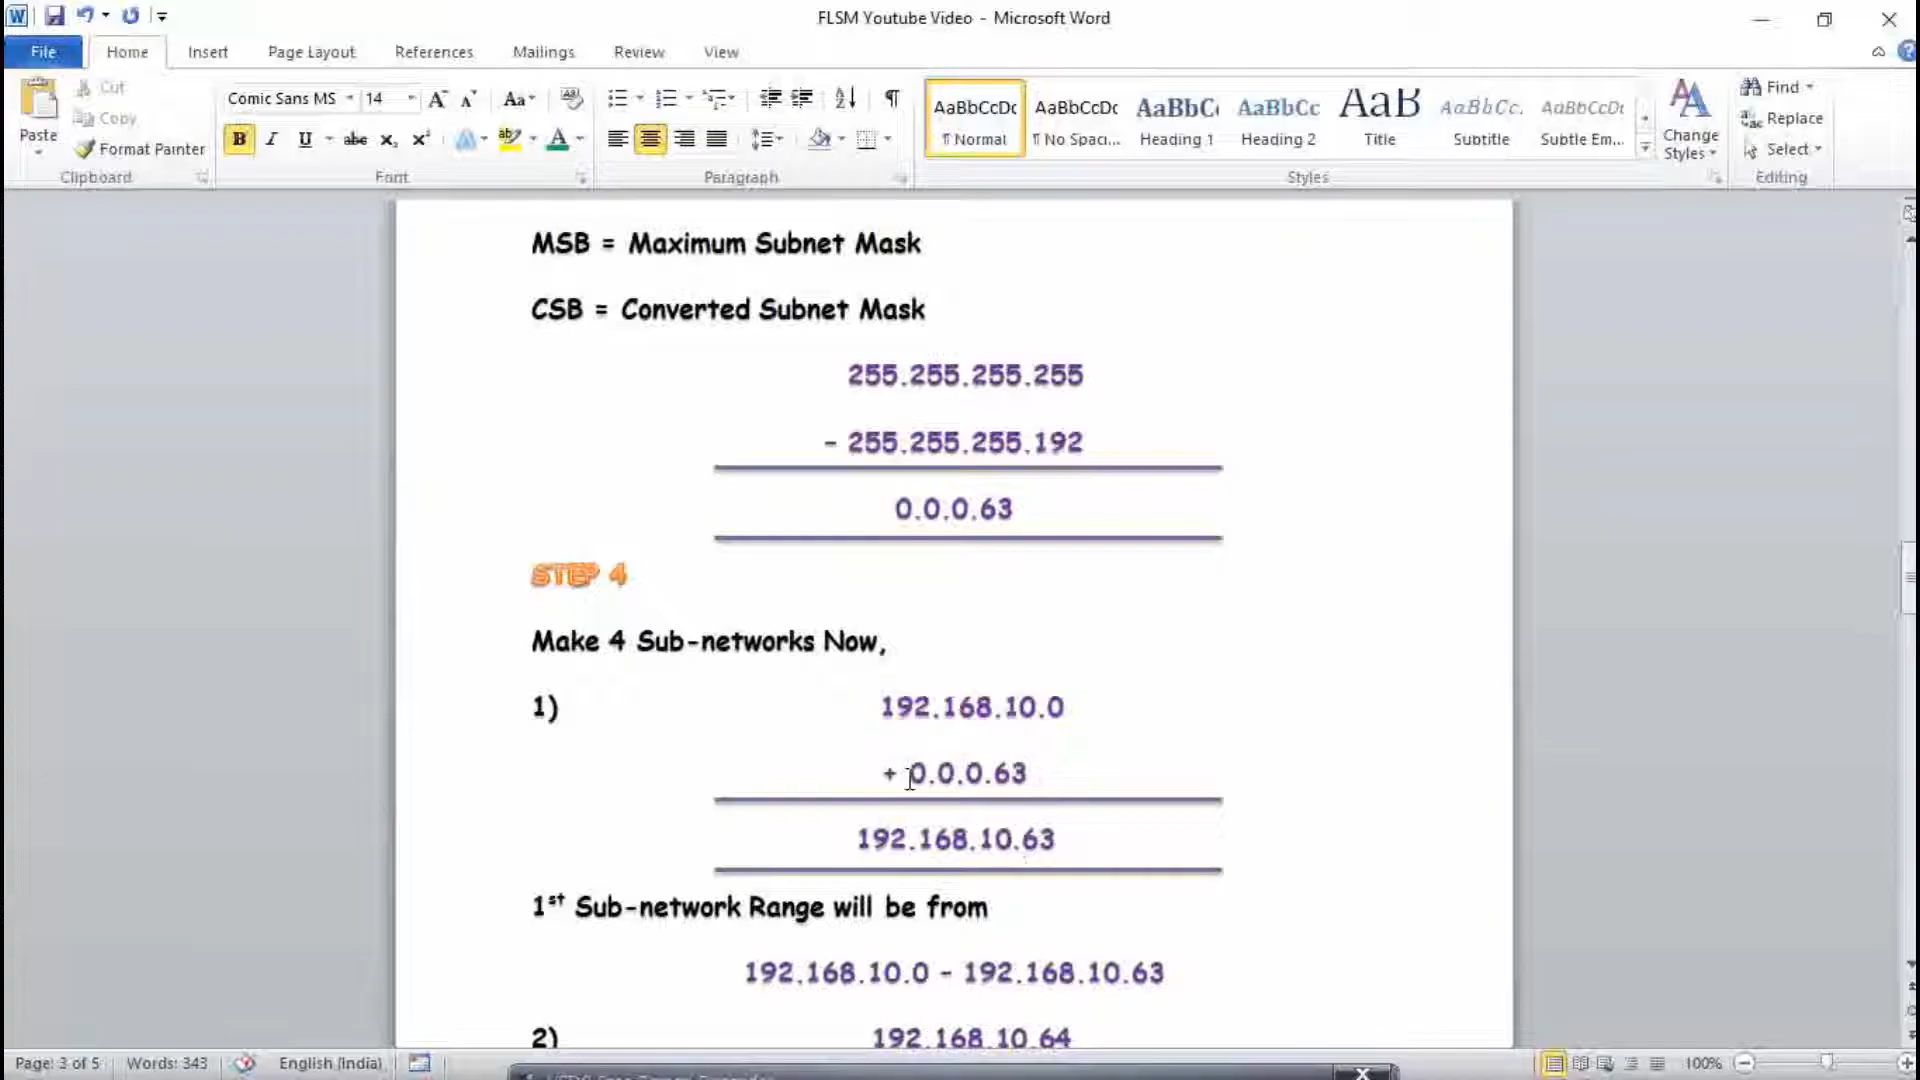 FLSM Youtube Video - Microsoft Word
File Home Insert Page Layout References Mailings Review View
Paste
Cut
Copy
Format Painter
Clipboard
Comic Sans MS 14
Font
Paragraph
AaBbCcDc AaBbCcDc AaBbC AaBbCc AaB AaBbCc. AaBbCcDt
Normal No Spaci... Heading 1 Heading 2 Title Subtitle Subtle Em...
Styles
Change Styles
Find
Replace
Select
Editing
MSB = Maximum Subnet Mask
CSB = Converted Subnet Mask
255.255.255.255
- 255.255.255.192
0.0.0.63
STEP 4
Make 4 Sub-networks Now,
1) 192.168.10.0
+ 0.0.0.63
192.168.10.63
1st Sub-network Range will be from
192.168.10.0 - 192.168.10.63
2) 192.168.10.64
Page: 3 of 5 Words: 343 English (India) 100%